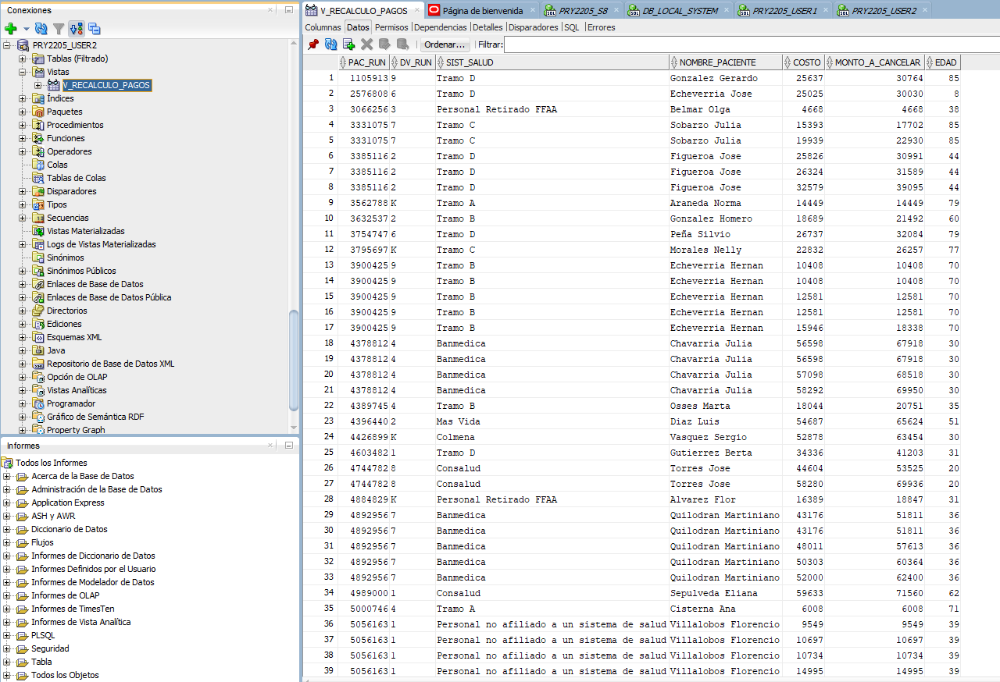 Conexiones
PRY2205_USER2
Tablas (Filtrado)
Vistas
V_RECALCULO_PAGOS
Índices
Paquetes
Procedimientos
Funciones
Operadores
Colas
Tablas de Colas
Disparadores
Tipos
Secuencias
Vistas Materializadas
Logs de Vistas Materializadas
Sinónimos
Sinónimos Públicos
Enlaces de Base de Datos
Enlaces de Base de Datos Pública
Directorios
Ediciones
Esquemas XML
Java
Repositorio de Base de Datos XML
Opción de OLAP
Vistas Analíticas
Programador
Gráfico de Semántica RDF
Property Graph
Informes
Todos los Informes
Acerca de la Base de Datos
Administración de la Base de Datos
Application Express
ASH y AWR
Diccionario de Datos
Flujos
Informes de Diccionario de Datos
Informes Definidos por el Usuario
Informes de Modelador de Datos
Informes de OLAP
Informes de TimesTen
Informes de Vista Analítica
PLSQL
Seguridad
Tabla
Todos los Objetos
V_RECALCULO_PAGOS Página de bienvenida PRY2205_S8 DB_LOCAL_SYSTEM PRY2205_USER1 PRY2205_USER2
Columnas Datos Permisos Dependencias Detalles Disparadores SQL Errores
Ordenar... Filtrar:
PAC_RUN DV_RUN SIST_SALUD NOMBRE_PACIENTE COSTO MONTO_A_CANCELAR EDAD
1 1105913 9 Tramo D Gonzalez Gerardo 25637 30764 85
2 2576808 6 Tramo D Echeverria Jose 25025 30030 8
3 3066256 3 Personal Retirado FFAA Belmar Olga 4668 4668 38
4 3331075 7 Tramo C Sobarzo Julia 15393 17702 85
5 3331075 7 Tramo C Sobarzo Julia 19939 22930 85
6 3385116 2 Tramo D Figueroa Jose 25826 30991 44
7 3385116 2 Tramo D Figueroa Jose 26324 31589 44
8 3385116 2 Tramo D Figueroa Jose 32579 39095 44
9 3562788 K Tramo A Araneda Norma 14449 14449 79
10 3632537 2 Tramo B Gonzalez Homero 18689 21492 60
11 3754747 6 Tramo D Peña Silvio 26737 32084 79
12 3795697 K Tramo C Morales Nelly 22832 26257 77
13 3900425 9 Tramo B Echeverria Hernan 10408 10408 70
14 3900425 9 Tramo B Echeverria Hernan 10408 10408 70
15 3900425 9 Tramo B Echeverria Hernan 12581 12581 70
16 3900425 9 Tramo B Echeverria Hernan 12581 12581 70
17 3900425 9 Tramo B Echeverria Hernan 15946 18338 70
18 4378812 4 Banmedica Chavarria Julia 56598 67918 30
19 4378812 4 Banmedica Chavarria Julia 56598 67918 30
20 4378812 4 Banmedica Chavarria Julia 57098 68518 30
21 4378812 4 Banmedica Chavarria Julia 58292 69950 30
22 4389745 4 Tramo B Osses Marta 18044 20751 35
23 4396440 2 Mas Vida Diaz Luis 54687 65624 51
24 4426899 K Colmena Vasquez Sergio 52878 63454 30
25 4603482 1 Tramo D Gutierrez Berta 34336 41203 31
26 4744782 8 Consalud Torres Jose 44604 53525 20
27 4744782 8 Consalud Torres Jose 58280 69936 20
28 4884829 K Personal Retirado FFAA Alvarez Flor 16389 18847 31
29 4892956 7 Banmedica Quilodran Martiniano 43176 51811 36
30 4892956 7 Banmedica Quilodran Martiniano 43176 51811 36
31 4892956 7 Banmedica Quilodran Martiniano 48011 57613 36
32 4892956 7 Banmedica Quilodran Martiniano 50303 60364 36
33 4892956 7 Banmedica Quilodran Martiniano 52000 62400 36
34 4989000 1 Consalud Sepulveda Eliana 59633 71560 62
35 5000746 4 Tramo A Cisterna Ana 6008 6008 71
36 5056163 1 Personal no afiliado a un sistema de salud Villalobos Florencio 9549 9549 39
37 5056163 1 Personal no afiliado a un sistema de salud Villalobos Florencio 10697 10697 39
38 5056163 1 Personal no afiliado a un sistema de salud Villalobos Florencio 10734 10734 39
39 5056163 1 Personal no afiliado a un sistema de salud Villalobos Florencio 14995 14995 39